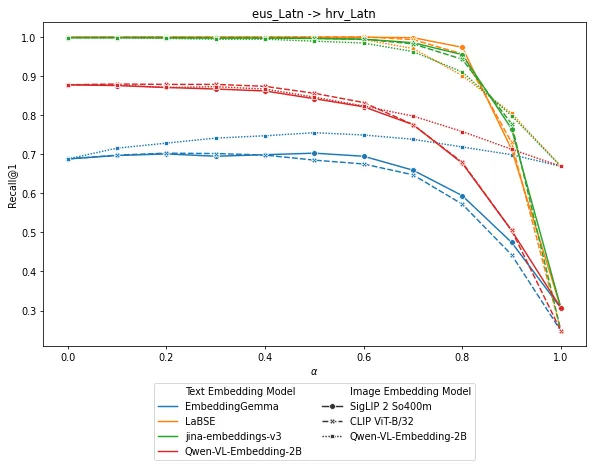 eus_Latn -> hrv_Latn
1.0
0.9
0.8
0.7
0.6
0.5
0.4
0.3
Recall@1
0.0 0.2 0.4 0.6 0.8 1.0
α
Text Embedding Model
EmbeddingGemma
LaBSE
jina-embeddings-v3
Qwen-VL-Embedding-2B
Image Embedding Model
SigLIP 2 So400m
CLIP ViT-B/32
Qwen-VL-Embedding-2B